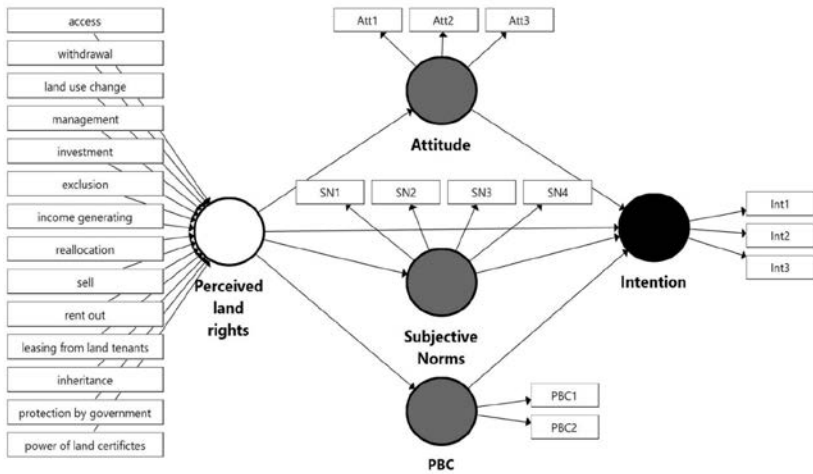 access
withdrawal
land use change
management
investment
exclusion
income generating
reallocation
sell
rent out
leasing from land tenants
inheritance
protection by government
power of land certifictes
Perceived
land
rights
Att1
Att2
Att3
Attitude
SN1
SN2
SN3
SN4
Subjective
Norms
PBC1
PBC2
PBC
Intention
Int1
Int2
Int3